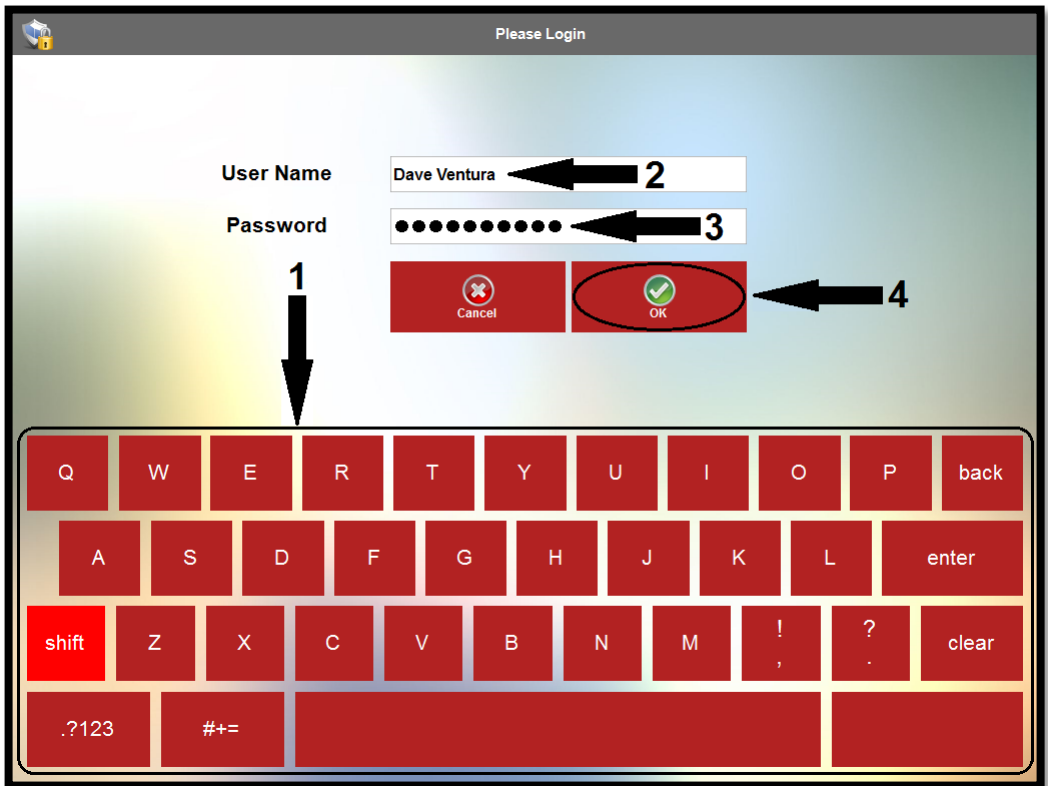 Please Login
User Name Dave Ventura 2
Password ●●●●●●●●●● 3
1
Cancel OK 4
Q W E R T Y U I O P back
A S D F G H J K L enter
shift Z X C V B N M ! , ? . clear
.?123 #+=